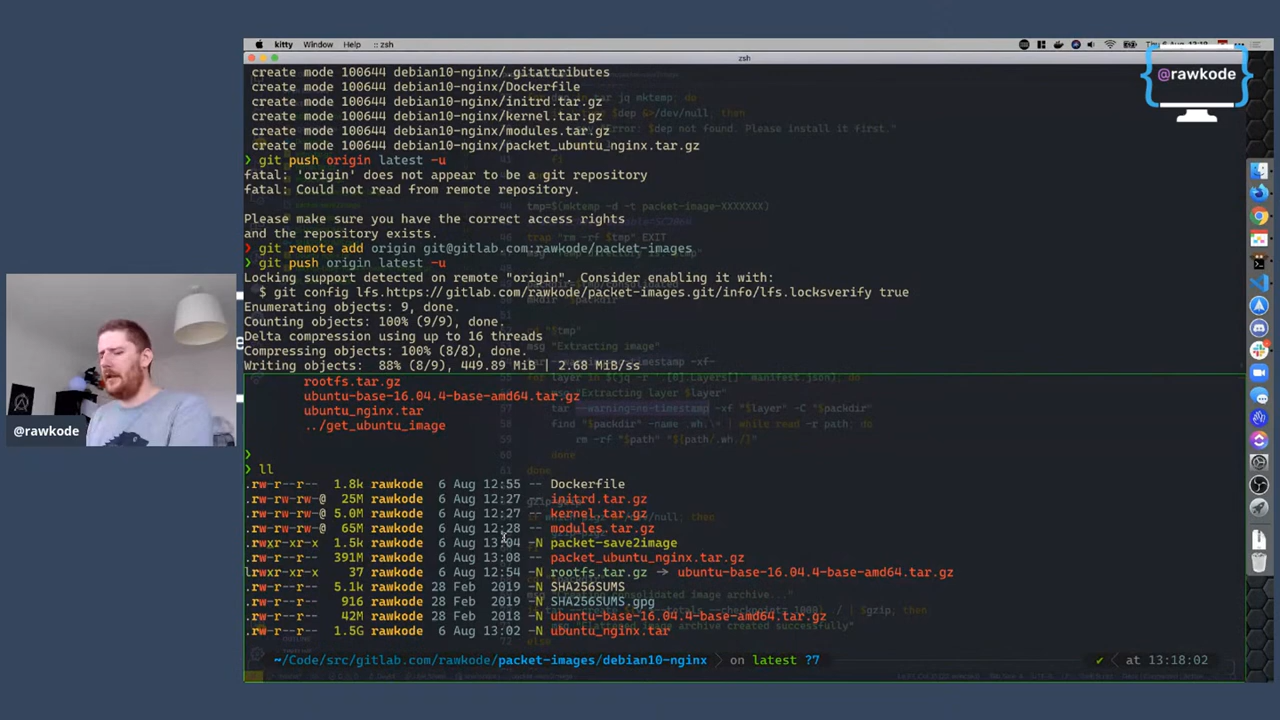 kitty Window Help :: zsh
zsh
@rawkode
create mode 100644 debian10-nginx/.gitattributes
create mode 100644 debian10-nginx/Dockerfile
create mode 100644 debian10-nginx/initrd.tar.gz
create mode 100644 debian10-nginx/kernel.tar.gz
create mode 100644 debian10-nginx/modules.tar.gz
create mode 100644 debian10-nginx/packet_ubuntu_nginx.tar.gz
❯ git push origin latest -u
fatal: 'origin' does not appear to be a git repository
fatal: Could not read from remote repository.
Please make sure you have the correct access rights
and the repository exists.
❯ git remote add origin git@gitlab.com:rawkode/packet-images
❯ git push origin latest -u
Locking support detected on remote "origin". Consider enabling it with:
$ git config lfs.https://gitlab.com/rawkode/packet-images.git/info/lfs.locksverify true
Enumerating objects: 9, done.
Counting objects: 100% (9/9), done.
Delta compression using up to 16 threads
Compressing objects: 100% (8/8), done.
Writing objects: 88% (8/9), 449.89 MiB | 2.68 MiB/ss
rootfs.tar.gz
ubuntu-base-16.04.4-base-amd64.tar.gz
ubuntu_nginx.tar
../get_ubuntu_image
❯
❯ ll
.rw-r--r-- 1.8k rawkode 6 Aug 12:55 -- Dockerfile
.rw-rw-rw-@ 25M rawkode 6 Aug 12:27 -- initrd.tar.gz
.rw-rw-rw-@ 5.0M rawkode 6 Aug 12:27 -- kernel.tar.gz
.rw-rw-rw-@ 65M rawkode 6 Aug 12:28 -- modules.tar.gz
.rwxr-xr-x 1.5k rawkode 6 Aug 13:04 -N packet-save2image
.rw-r--r-- 391M rawkode 6 Aug 13:08 -- packet_ubuntu_nginx.tar.gz
lrwxr-xr-x 37 rawkode 6 Aug 12:54 -N rootfs.tar.gz → ubuntu-base-16.04.4-base-amd64.tar.gz
.rw-r--r-- 5.1k rawkode 28 Feb 2019 -N SHA256SUMS
.rw-r--r-- 916 rawkode 28 Feb 2019 -N SHA256SUMS.gpg
.rw-r--r-- 42M rawkode 28 Feb 2018 -N ubuntu-base-16.04.4-base-amd64.tar.gz
.rw-r--r-- 1.5G rawkode 6 Aug 13:02 -N ubuntu_nginx.tar
~/Code/src/gitlab.com/rawkode/packet-images/debian10-nginx on latest ?7 ✔ at 13:18:02
@rawkode